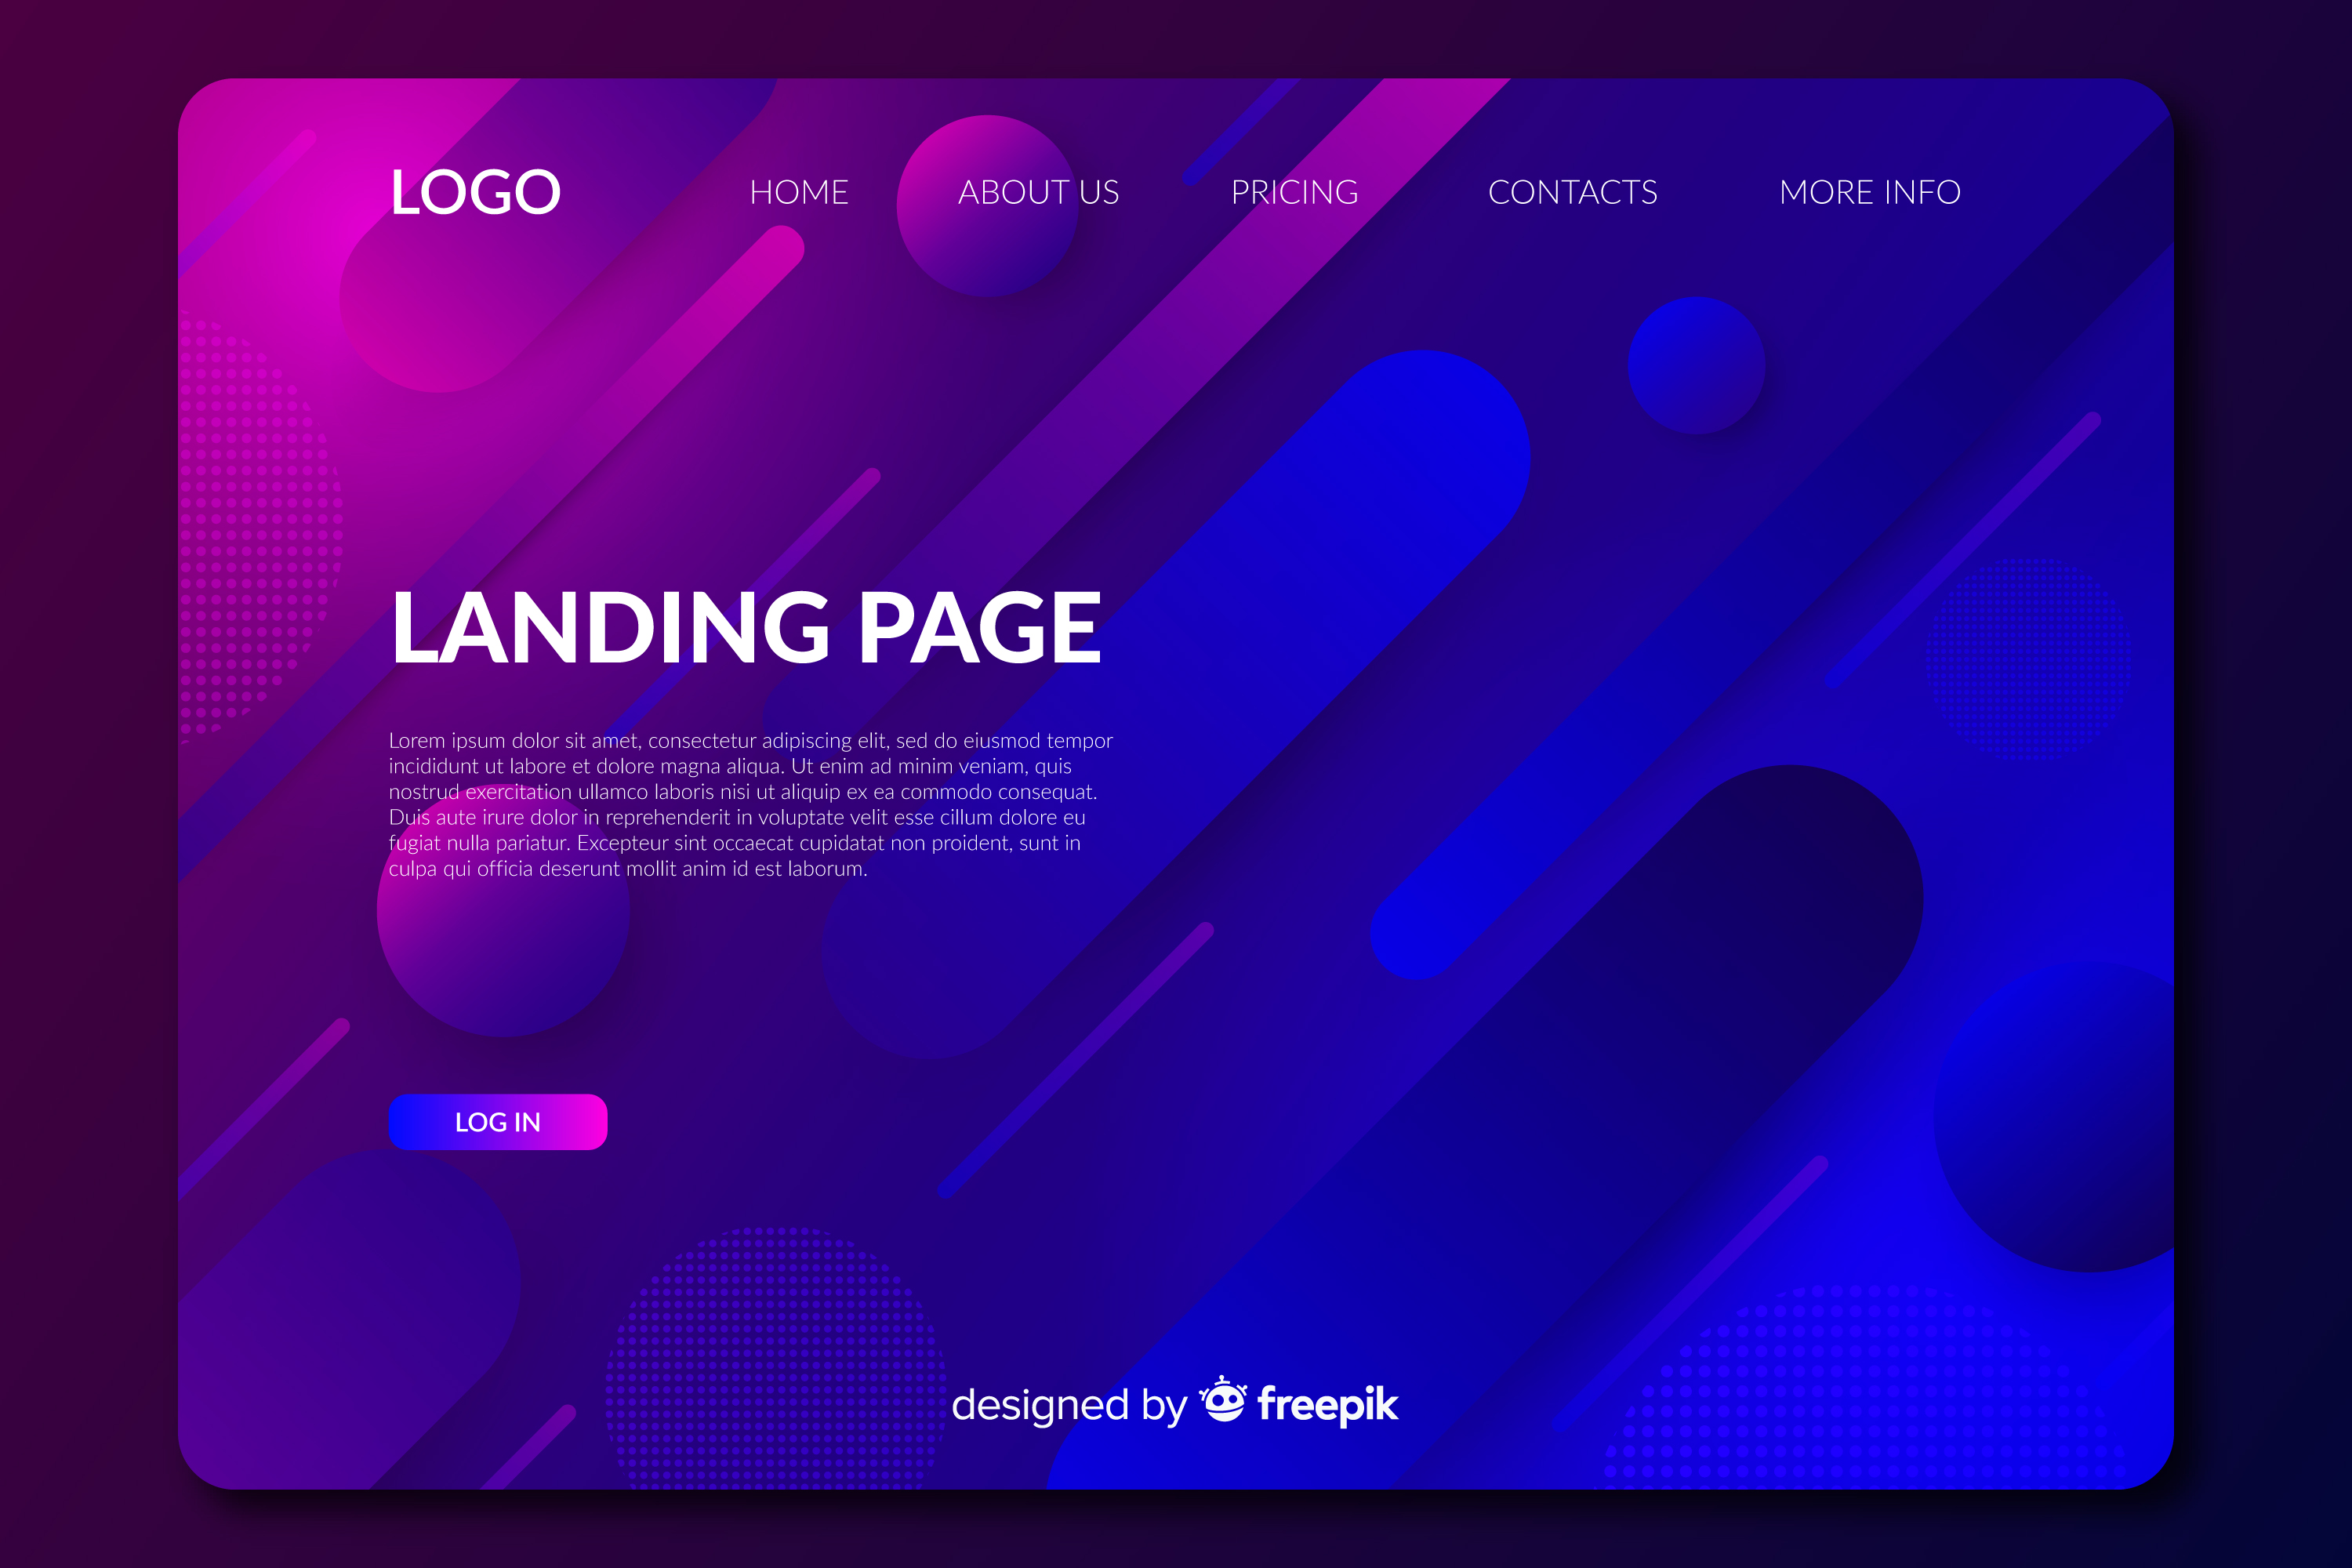 LOGO HOME ABOUT US PRICING CONTACTS MORE INFO
LANDING PAGE
Lorem ipsum dolor sit amet, consectetur adipiscing elit, sed do eiusmod tempor
incididunt ut labore et dolore magna aliqua. Ut enim ad minim veniam, quis
nostrud exercitation ullamco laboris nisi ut aliquip ex ea commodo consequat.
Duis aute irure dolor in reprehenderit in voluptate velit esse cillum dolore eu
fugiat nulla pariatur. Excepteur sint occaecat cupidatat non proident, sunt in
culpa qui officia deserunt mollit anim id est laborum.
LOG IN
designed by freepik